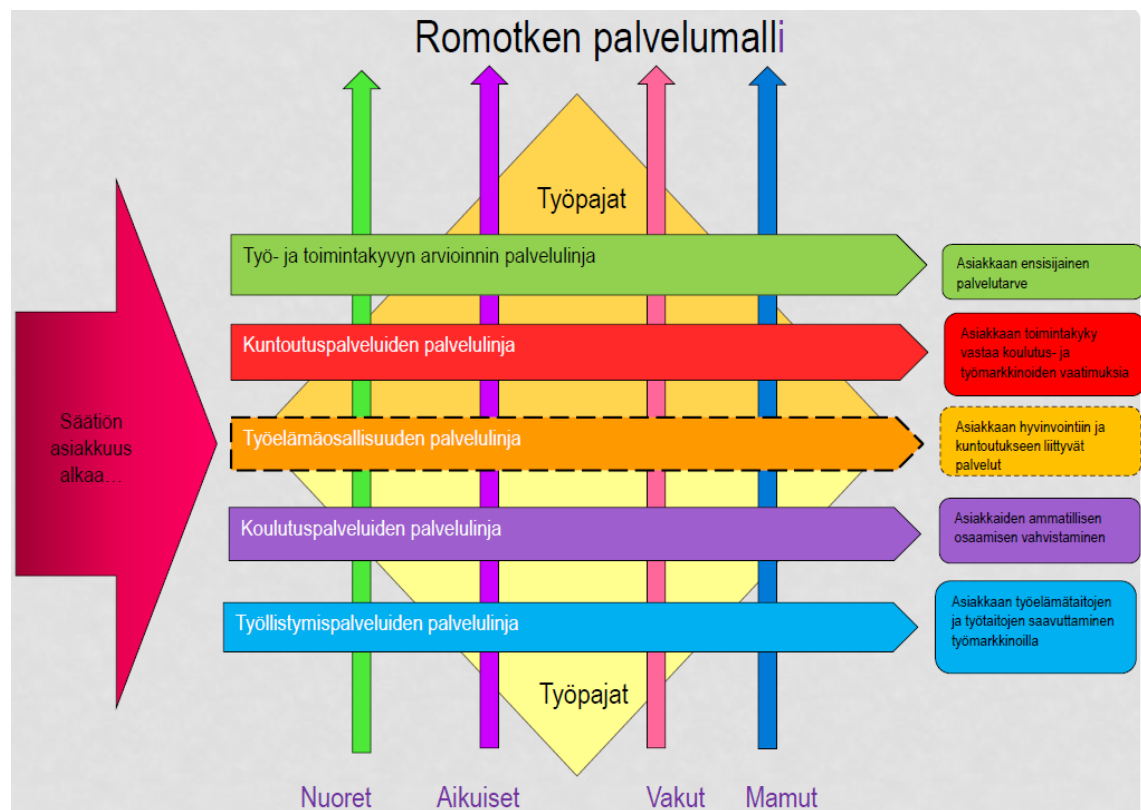 Romotken palvelumalli
Työpajat
Työ- ja toimintakyvyn arvioinnin palvelulinja
Asiakkaan ensisijainen
palvelutarve
Kuntoutuspalveluiden palvelulinja
Asiakkaan toimintakyky
vastaa koulutus- ja
työmarkkinoiden vaatimuksia
Säätiön
asiakkuus
alkaa…
Työelämäosallisuuden palvelulinja
Asiakkaan hyvinvointiin ja
kuntoutukseen liittyvät
palvelut
Koulutuspalveluiden palvelulinja
Asiakkaiden ammatillisen
osaamisen vahvistaminen
Työllistymispalveluiden palvelulinja
Asiakkaan työelämätaitojen
ja työtaitojen saavuttaminen
työmarkkinoilla
Työpajat
Nuoret
Aikuiset
Vakut
Mamut